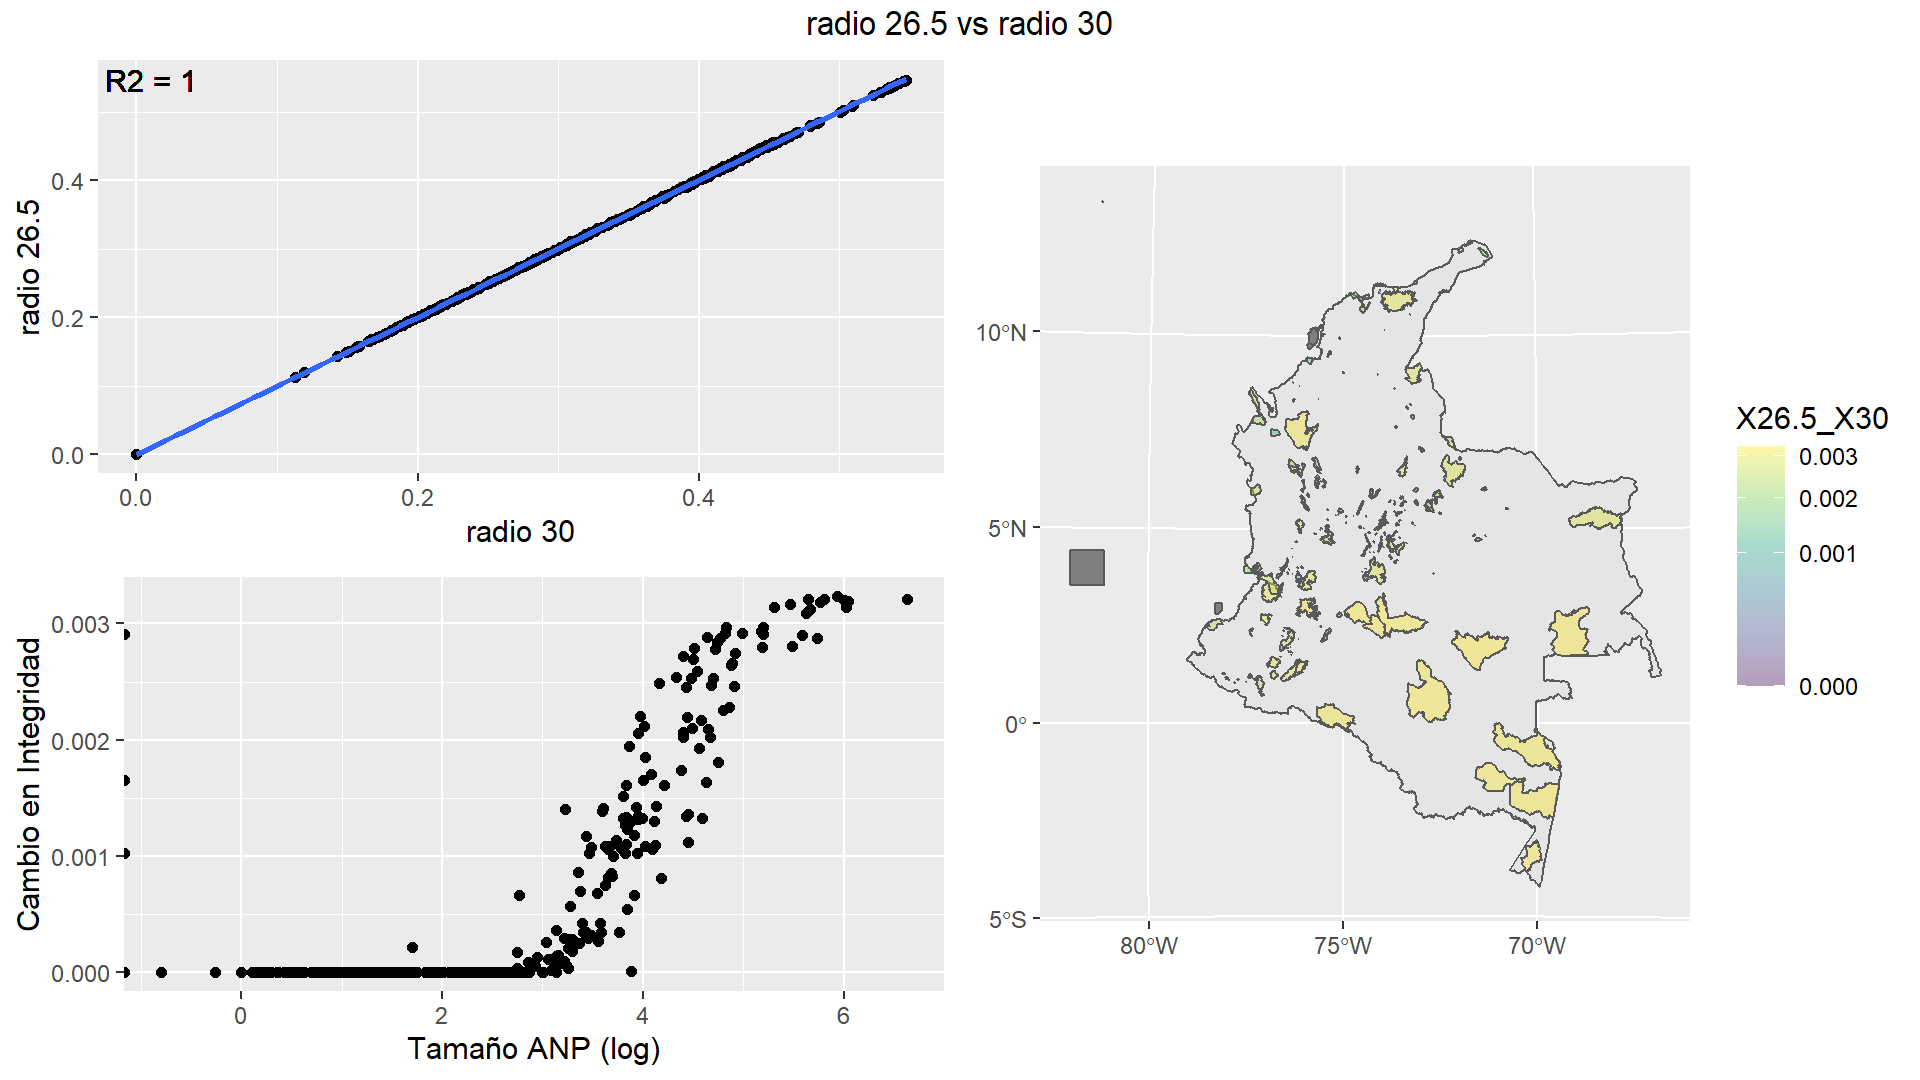 radio 26.5 vs radio 30
R2 = 1
radio 26.5
0.4
0.2
0.0
0.0 0.2 0.4
radio 30
Cambio en Integridad
0.003
0.002
0.001
0.000
0 2 4 6
Tamaño ANP (log)
10°N
5°N
0°
5°S
80°W 75°W 70°W
X26.5_X30
0.003
0.002
0.001
0.000